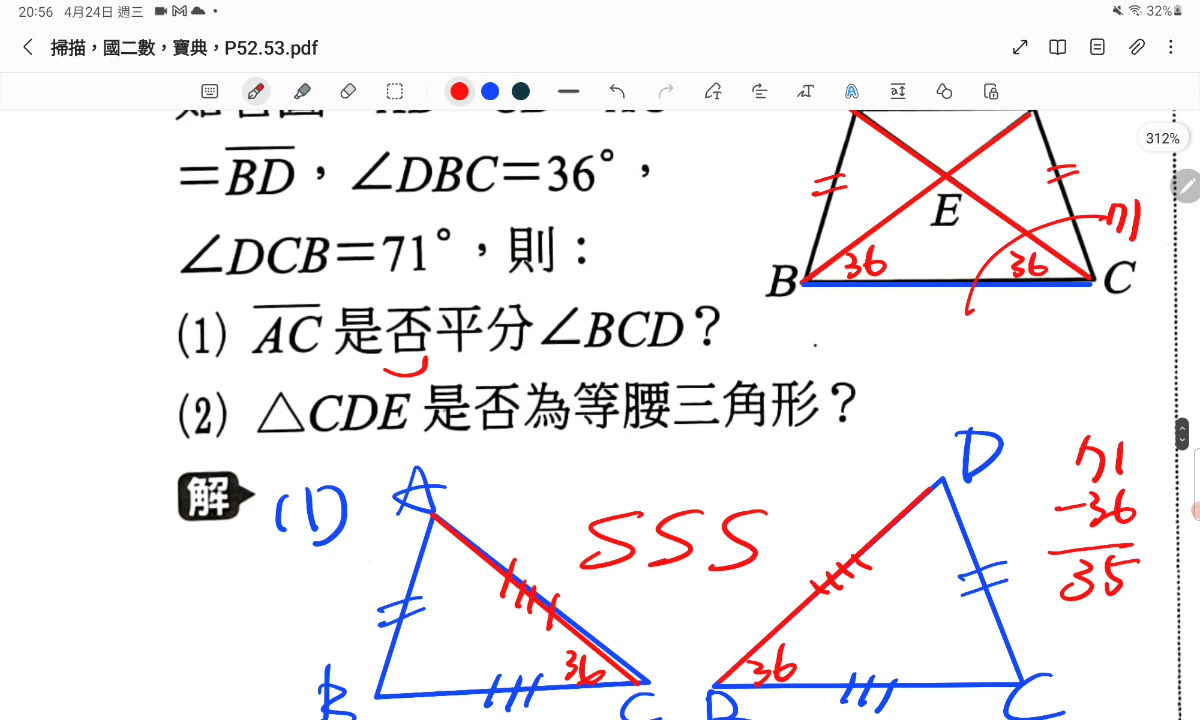 20:56 4月24日 週三
32%
掃描，國二數，寶典，P52.53.pdf
312%
=BD，∠DBC=36°，
∠DCB=71°，則：
(1) AC 是否平分∠BCD？
(2) △CDE 是否為等腰三角形？
E
71
36 36
B C
解 (1) A SSS D
71
-36
35
36 36
B C B C